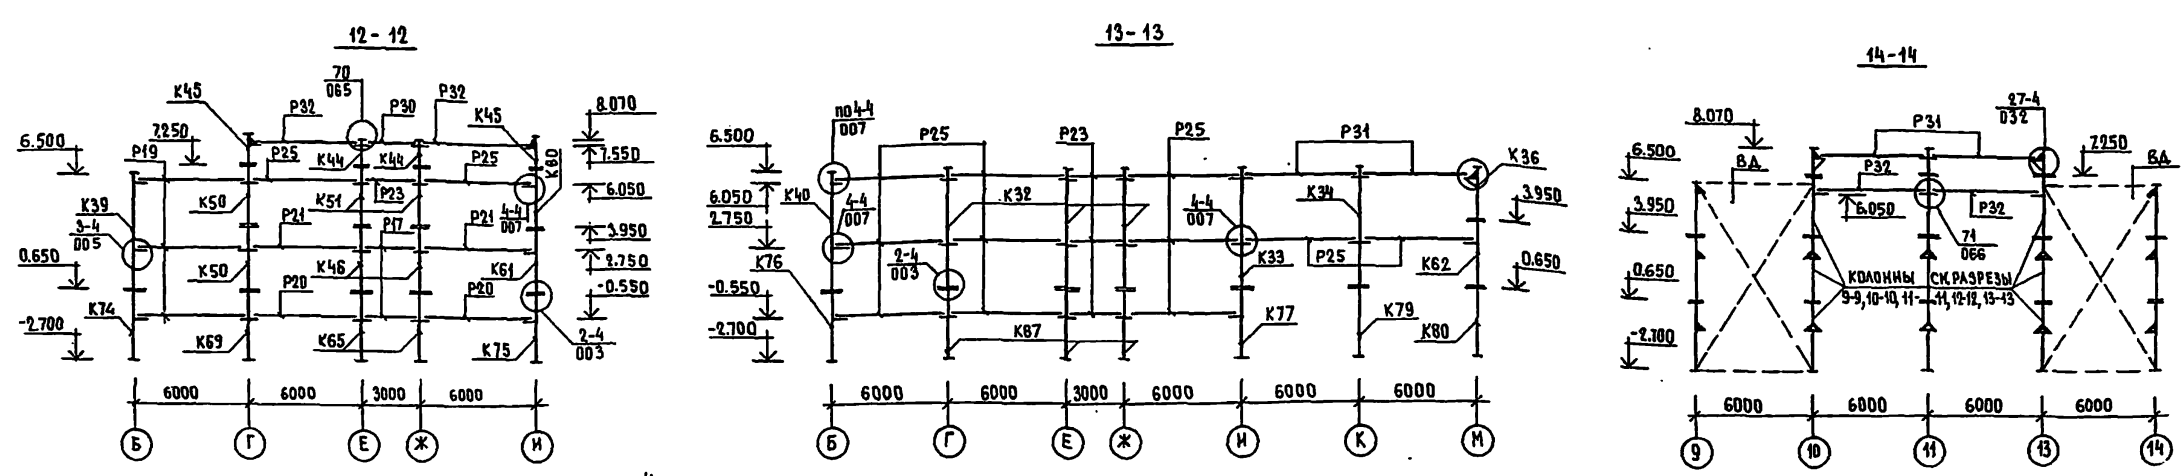 12-12
70
065
К45
Р32
Р30
Р32
К45
8.070
6.500
7.250
Р19
Р25
К44
К44
Р25
К60
7.550
К39
К50
К51
Р23
4-4
007
6.050
3-4
005
Р21
Р17
Р21
3.950
0.650
К50
К46
К61
2.750
К74
Р20
Р20
-0.550
-2.700
К69
К65
К75
2-4
003
6000
6000
3000
6000
Б
Г
Е
Ж
И
13-13
по 4-4
007
6.500
Р25
Р23
Р25
Р31
К36
6.050
К40
4-4
007
К32
4-4
007
К34
3.950
2.750
К76
2-4
003
К33
Р25
К62
0.650
-0.550
-2.700
К67
К77
К79
К80
6000
6000
3000
6000
6000
6000
Б
Г
Е
Ж
И
К
М
14-14
27-4
032
8.070
Р31
6.500
ВД
Р32
7.250
ВД
3.950
6.050
Р32
71
066
0.650
КОЛОННЫ СМ. РАЗРЕЗЫ
9-9, 10-10, 11-11, 12-12, 13-13
-2.700
6000
6000
6000
6000
9
10
11
13
14